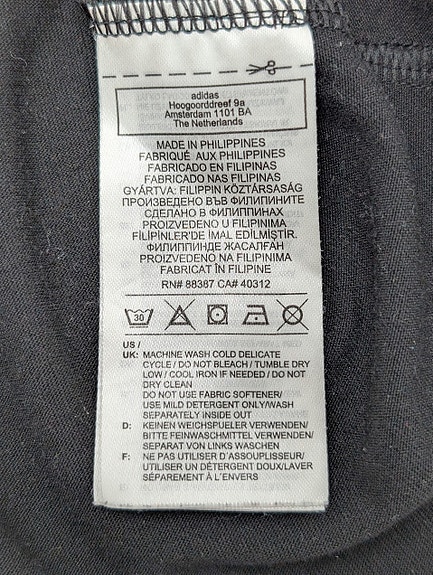 adidas
Hoogoorddreef 9a
Amsterdam 1101 BA
The Netherlands
MADE IN PHILIPPINES
FABRIQUÉ AUX PHILIPPINES
FABRICADO EN FILIPINAS
FABRICADO NAS FILIPINAS
GYÁRTVA: FILIPPIN KÖZTÁRSASÁG
ПРОИЗВЕДЕНО ВЪВ ФИЛИПИНИТЕ
СДЕЛАНО В ФИЛИППИНАХ
PROIZVEDENO U FILIPINIMA
FİLİPİNLER'DE İMAL EDİLMİŞTİR.
ФИЛИППИНДЕ ЖАСАЛҒАН
PROIZVEDENO NA FILIPINIMA
FABRICAT ÎN FILIPINE
RN# 88387 CA# 40312
30
US /
UK: MACHINE WASH COLD DELICATE
CYCLE / DO NOT BLEACH / TUMBLE DRY
LOW / COOL IRON IF NEEDED / DO NOT
DRY CLEAN
DO NOT USE FABRIC SOFTENER/
USE MILD DETERGENT ONLY/WASH
SEPARATELY INSIDE OUT
D: KEINEN WEICHSPUELER VERWENDEN/
BITTE FEINWASCHMITTEL VERWENDEN/
SEPARAT VON LINKS WASCHEN
F: NE PAS UTILISER D'ASSOUPLISSEUR/
UTILISER UN DÉTERGENT DOUX/LAVER
SÉPARÉMENT À L'ENVERS